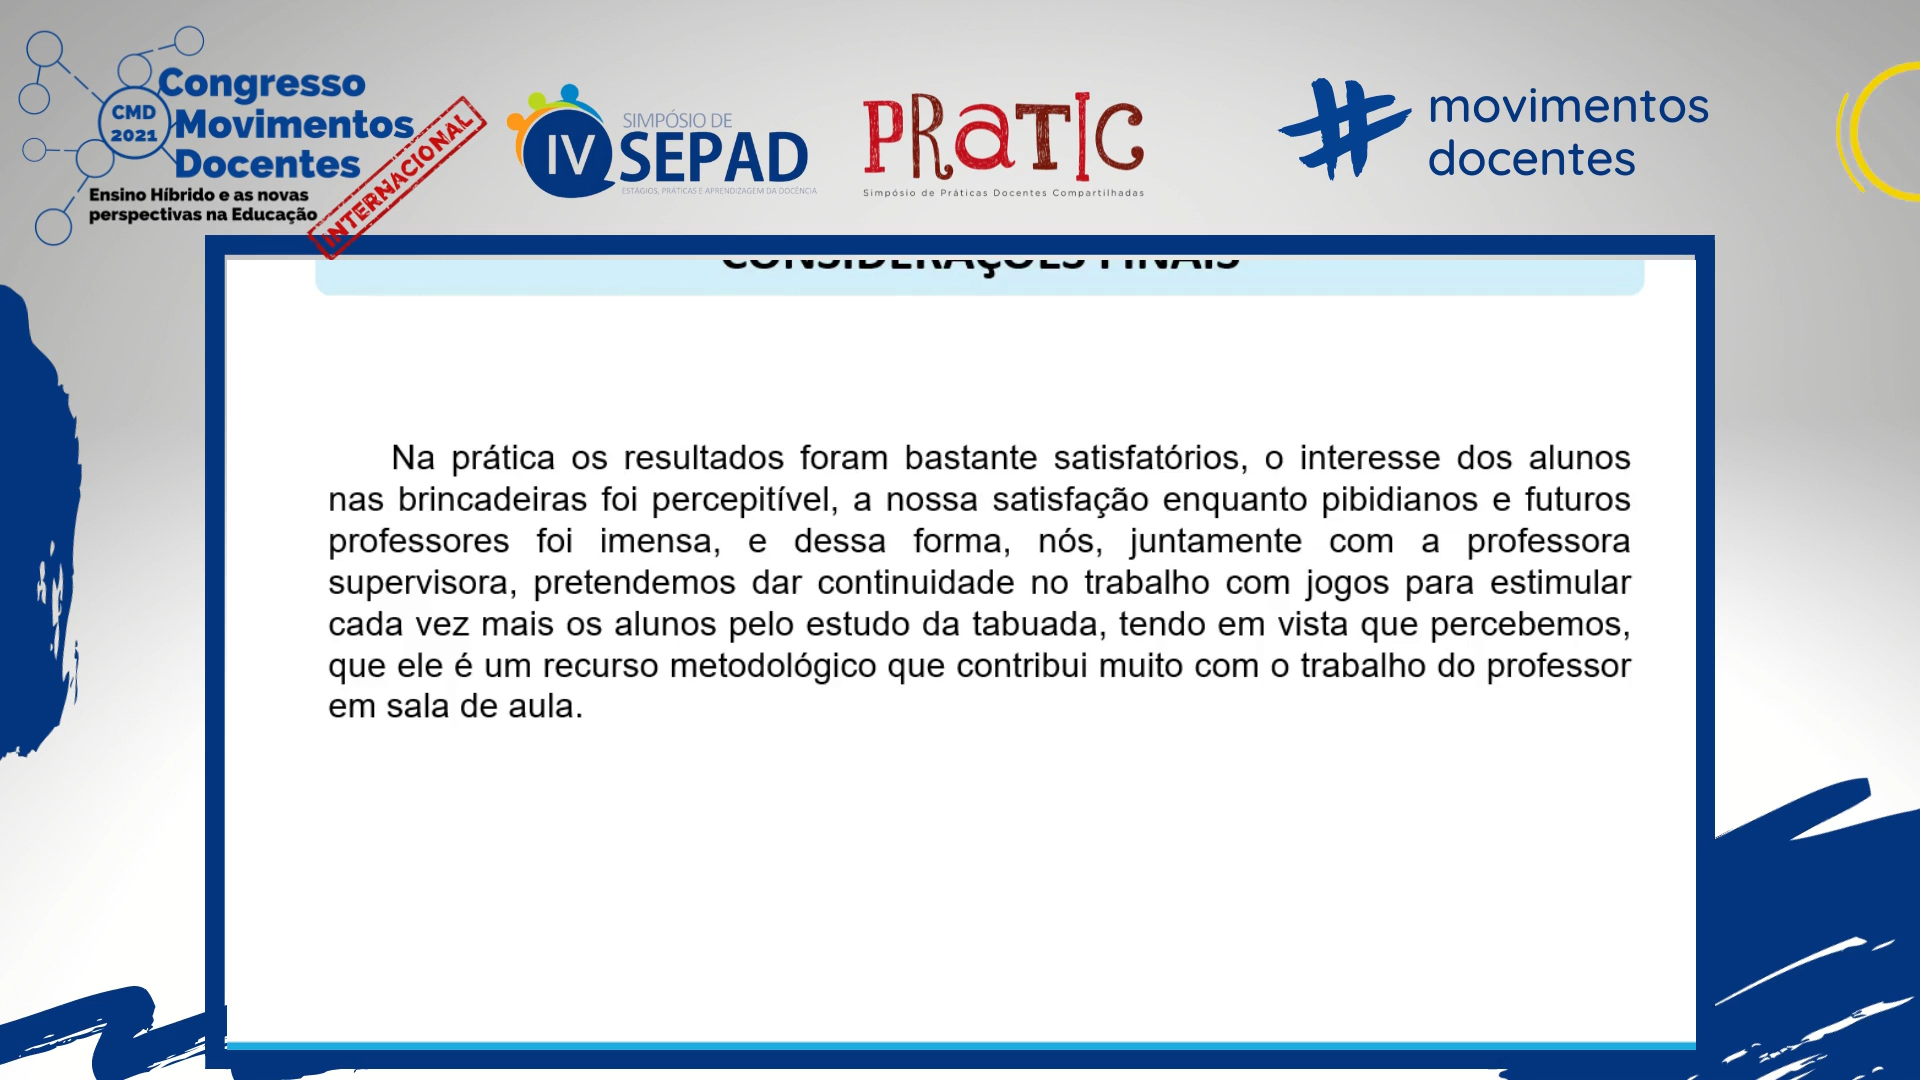 Congresso
CMD
2021
Movimentos
Docentes
Ensino Híbrido e as novas
perspectivas na Educação
INTERNACIONAL
SIMPÓSIO DE
IV SEPAD
ESTÁGIOS, PRÁTICAS E APRENDIZAGEM DA DOCÊNCIA
PRATIC
Simpósio de Práticas Docentes Compartilhadas
# movimentos
docentes
CONSIDERAÇÕES FINAIS
Na prática os resultados foram bastante satisfatórios, o interesse dos alunos
nas brincadeiras foi percepitível, a nossa satisfação enquanto pibidianos e futuros
professores foi imensa, e dessa forma, nós, juntamente com a professora
supervisora, pretendemos dar continuidade no trabalho com jogos para estimular
cada vez mais os alunos pelo estudo da tabuada, tendo em vista que percebemos,
que ele é um recurso metodológico que contribui muito com o trabalho do professor
em sala de aula.